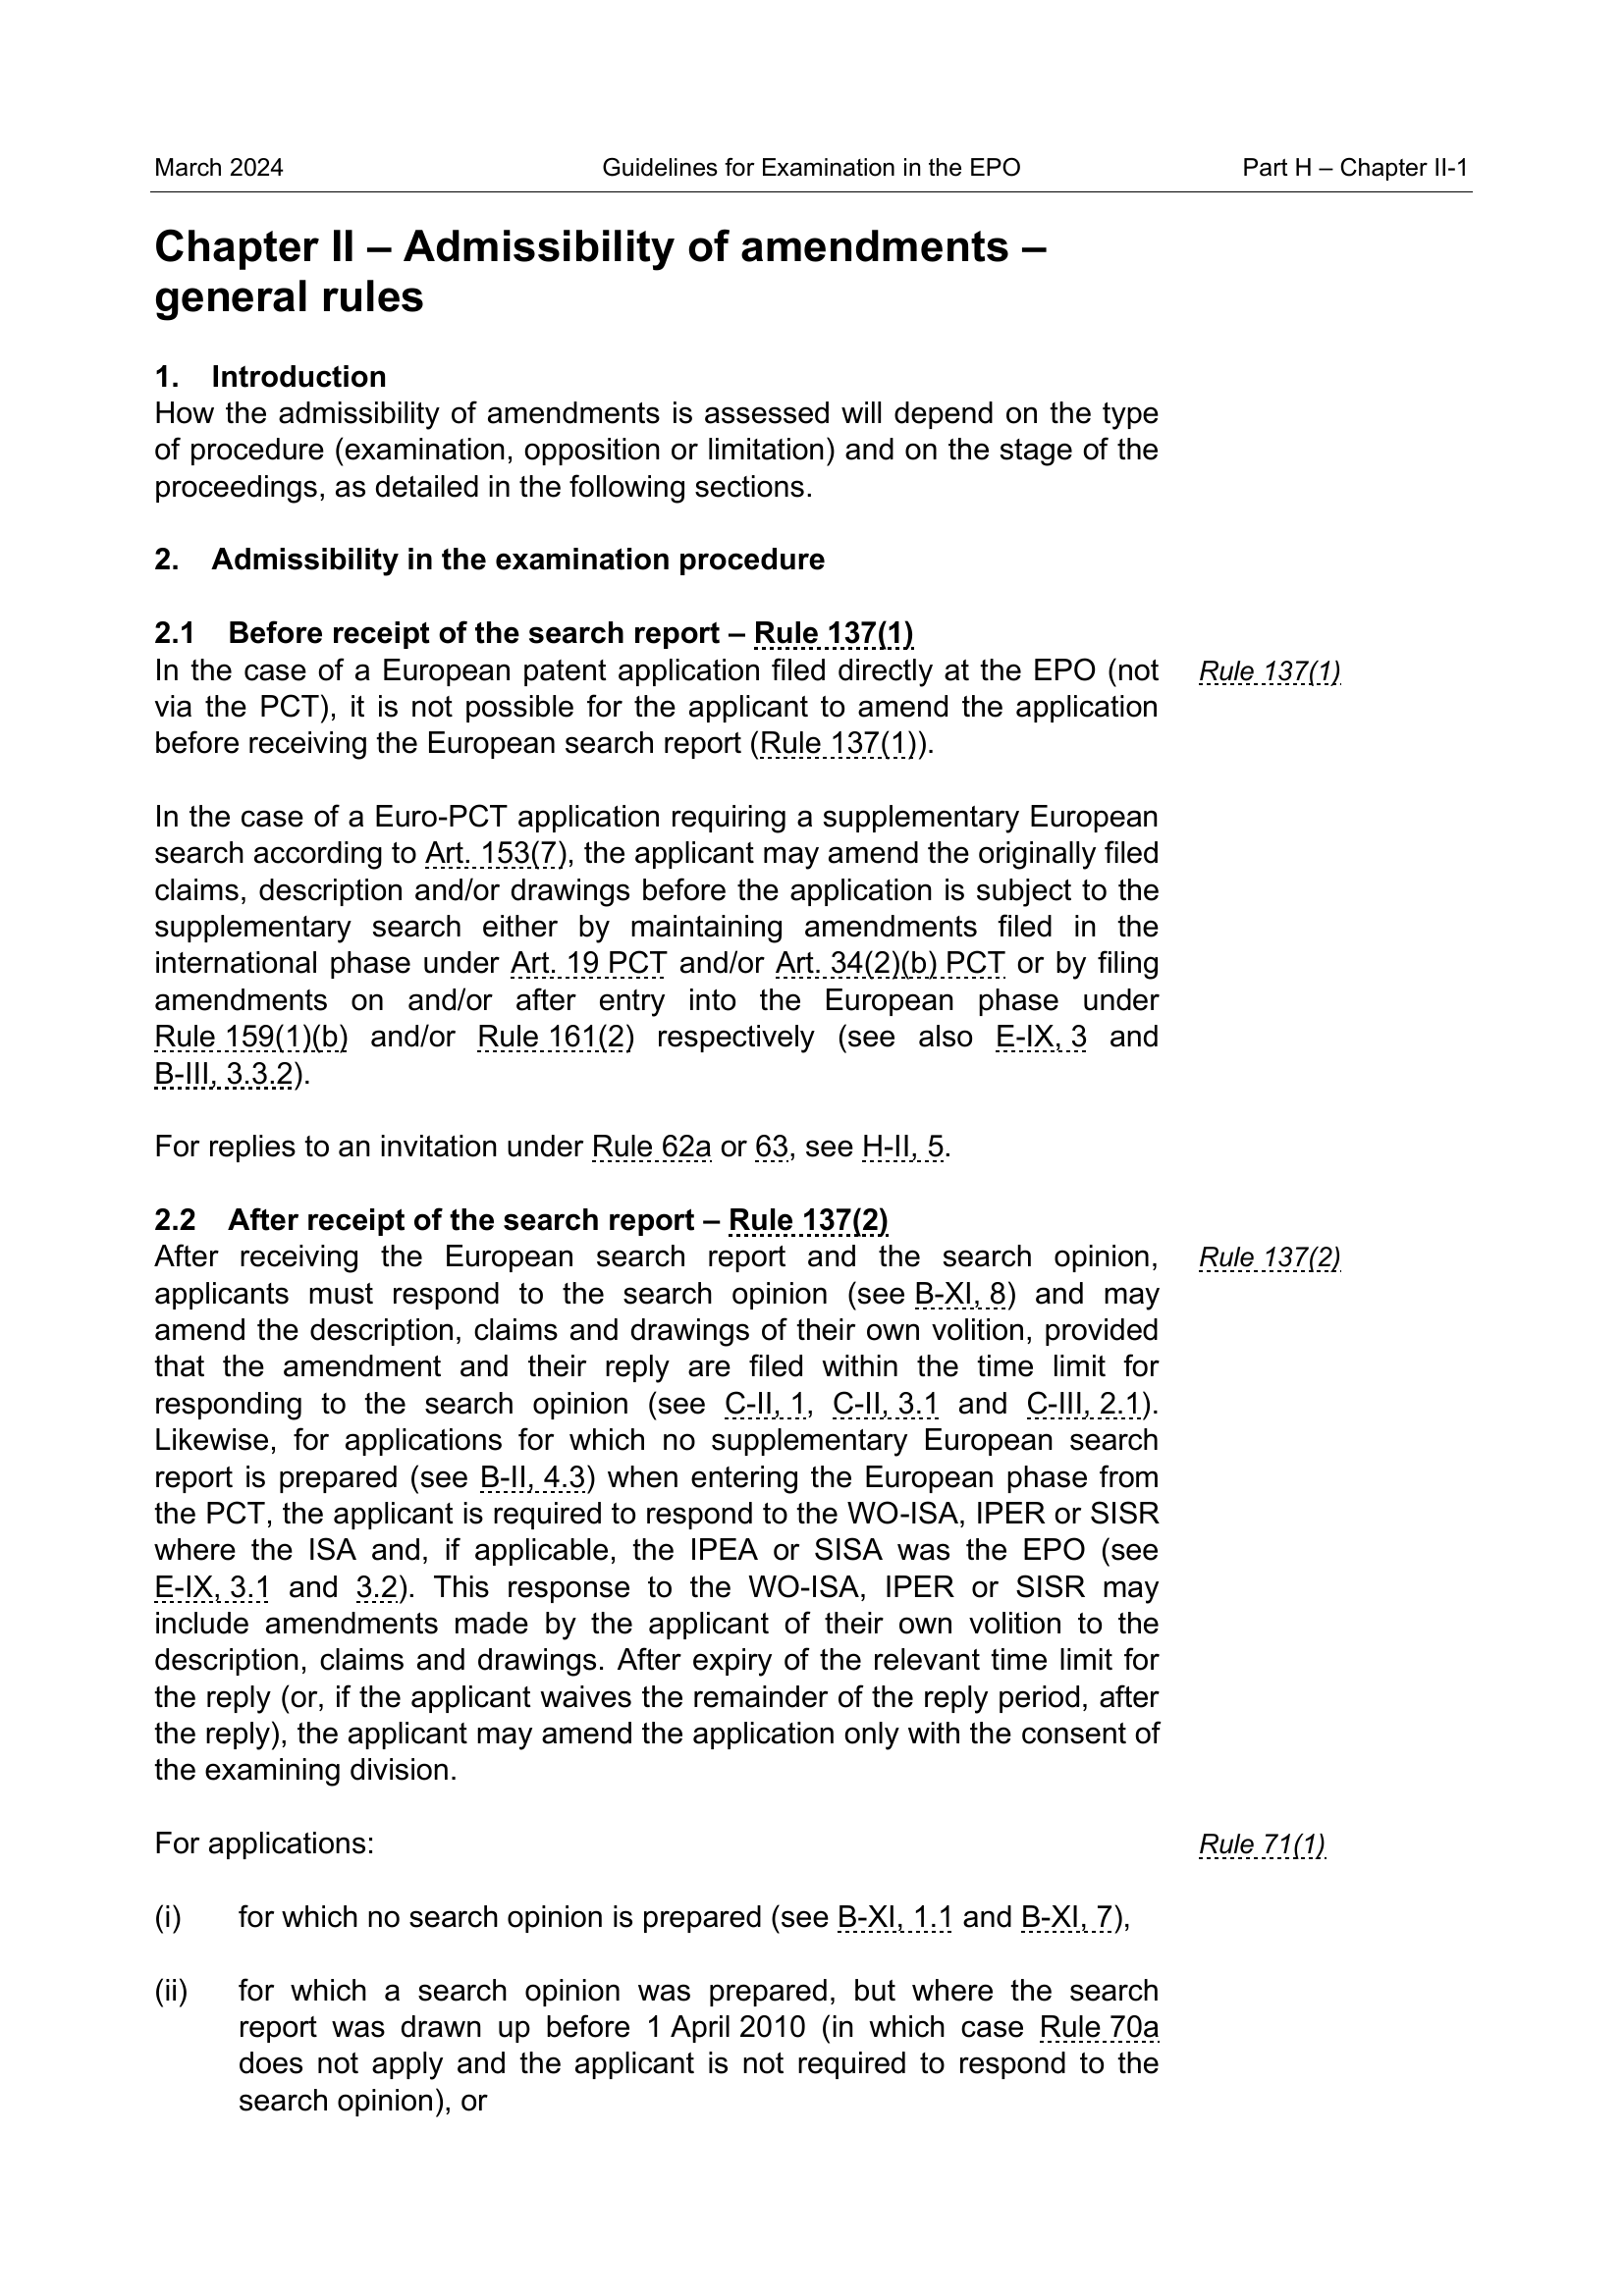 March 2024 Guidelines for Examination in the EPO Part H – Chapter II-1
Chapter II – Admissibility of amendments –
general rules
1. Introduction
How the admissibility of amendments is assessed will depend on the type
of procedure (examination, opposition or limitation) and on the stage of the
proceedings, as detailed in the following sections.
2. Admissibility in the examination procedure
2.1 Before receipt of the search report – Rule 137(1)
In the case of a European patent application filed directly at the EPO (not Rule 137(1)
via the PCT), it is not possible for the applicant to amend the application
before receiving the European search report (Rule 137(1)).
In the case of a Euro-PCT application requiring a supplementary European
search according to Art. 153(7), the applicant may amend the originally filed
claims, description and/or drawings before the application is subject to the
supplementary search either by maintaining amendments filed in the
international phase under Art. 19 PCT and/or Art. 34(2)(b) PCT or by filing
amendments on and/or after entry into the European phase under
Rule 159(1)(b) and/or Rule 161(2) respectively (see also E-IX, 3 and
B-III, 3.3.2).
For replies to an invitation under Rule 62a or 63, see H-II, 5.
2.2 After receipt of the search report – Rule 137(2)
After receiving the European search report and the search opinion, Rule 137(2)
applicants must respond to the search opinion (see B-XI, 8) and may
amend the description, claims and drawings of their own volition, provided
that the amendment and their reply are filed within the time limit for
responding to the search opinion (see C-II, 1, C-II, 3.1 and C-III, 2.1).
Likewise, for applications for which no supplementary European search
report is prepared (see B-II, 4.3) when entering the European phase from
the PCT, the applicant is required to respond to the WO-ISA, IPER or SISR
where the ISA and, if applicable, the IPEA or SISA was the EPO (see
E-IX, 3.1 and 3.2). This response to the WO-ISA, IPER or SISR may
include amendments made by the applicant of their own volition to the
description, claims and drawings. After expiry of the relevant time limit for
the reply (or, if the applicant waives the remainder of the reply period, after
the reply), the applicant may amend the application only with the consent of
the examining division.
For applications: Rule 71(1)
(i) for which no search opinion is prepared (see B-XI, 1.1 and B-XI, 7),
(ii) for which a search opinion was prepared, but where the search
report was drawn up before 1 April 2010 (in which case Rule 70a
does not apply and the applicant is not required to respond to the
search opinion), or